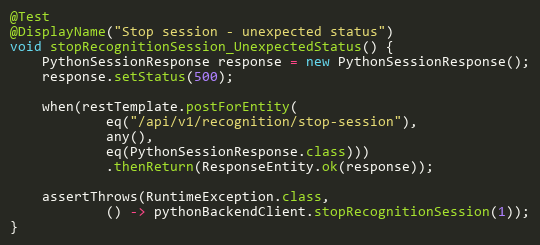 @Test
@DisplayName("Stop session - unexpected status")
void stopRecognitionSession_UnexpectedStatus() {
    PythonSessionResponse response = new PythonSessionResponse();
    response.setStatus(500);

    when(restTemplate.postForEntity(
            eq("/api/v1/recognition/stop-session"),
            any(),
            eq(PythonSessionResponse.class)))
            .thenReturn(ResponseEntity.ok(response));

    assertThrows(RuntimeException.class,
            () -> pythonBackendClient.stopRecognitionSession(1));
}